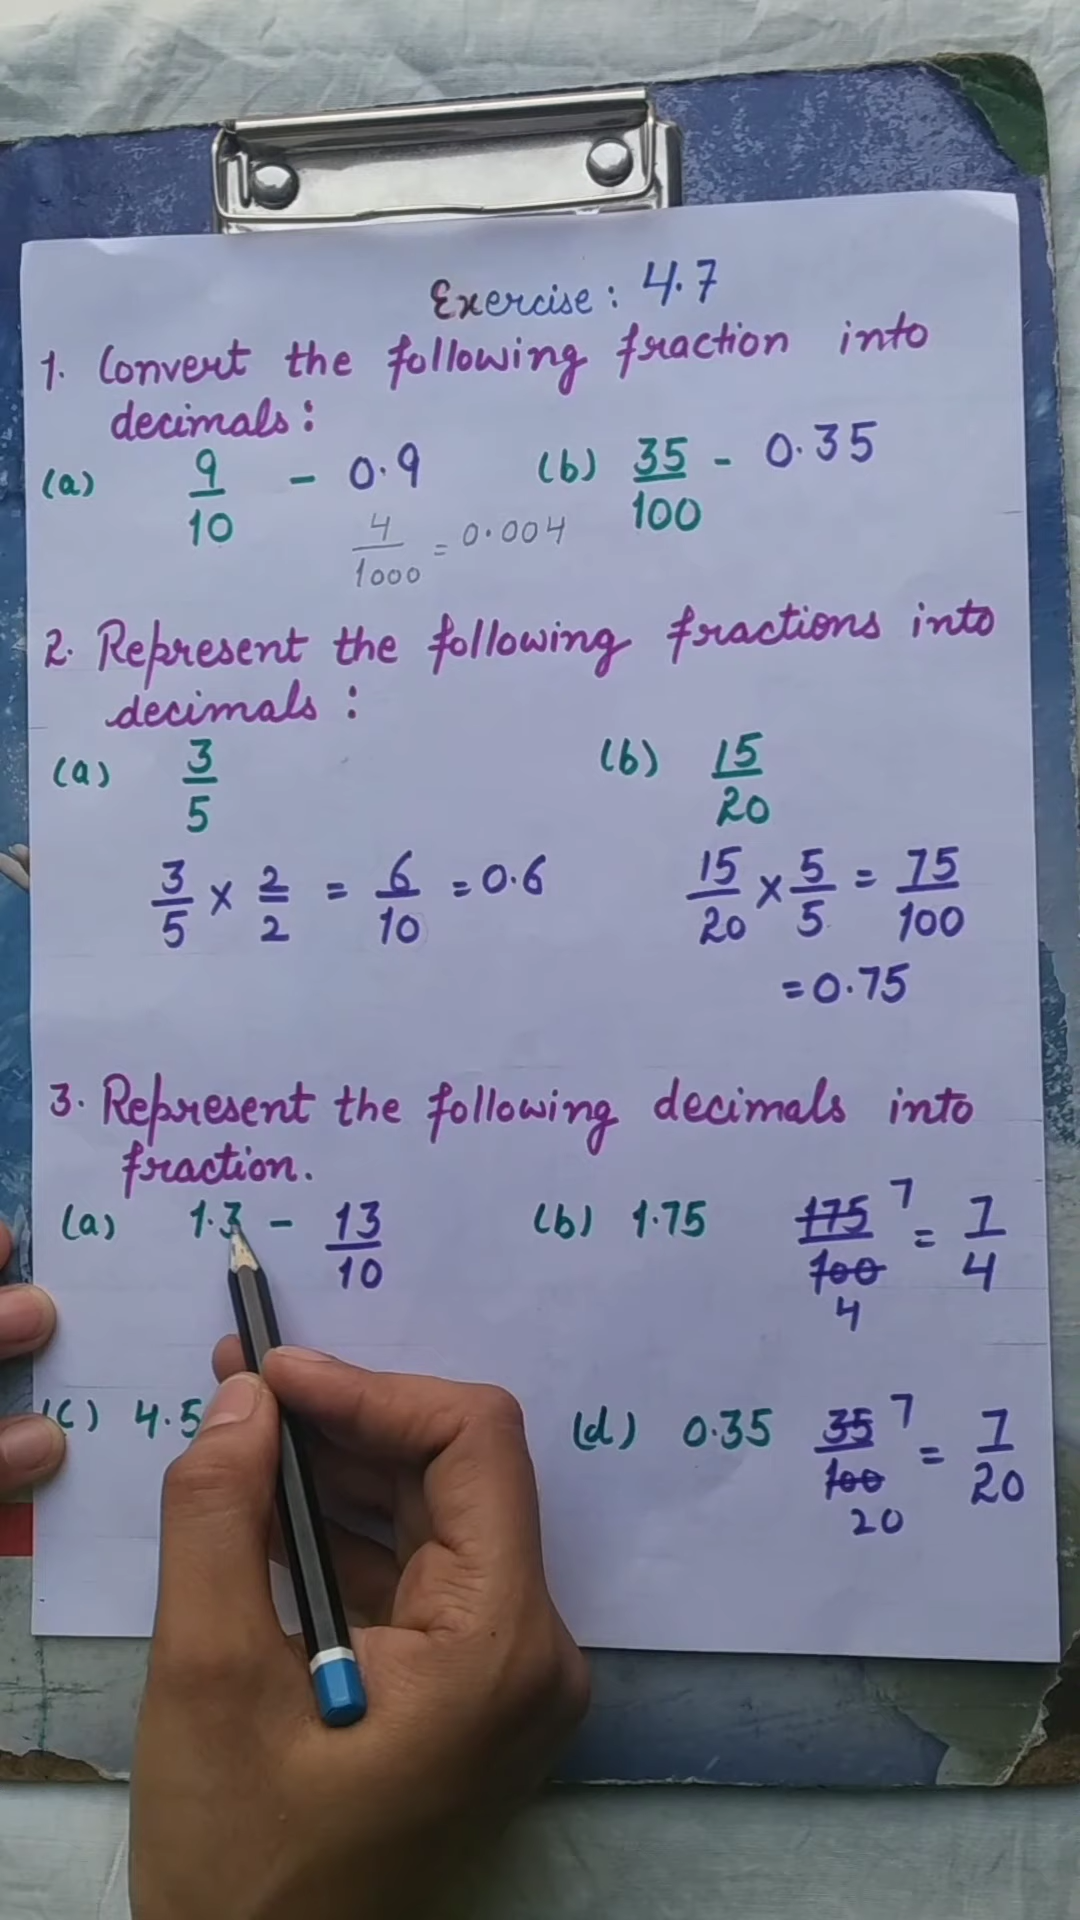 Exercise: 4.7
1. Convert the following fraction into
decimals:
(a) 9/10 - 0.9 (b) 35/100 - 0.35
4/1000 = 0.004
2. Represent the following fractions into
decimals:
(a) 3/5 (b) 15/20
3/5 × 2/2 = 6/10 = 0.6 15/20 × 5/5 = 75/100
= 0.75
3. Represent the following decimals into
fraction.
(a) 1.3 - 13/10 (b) 1.75 175/100 7 4 = 7/4
(c) 4.5 (d) 0.35 35/100 7 20 = 7/20